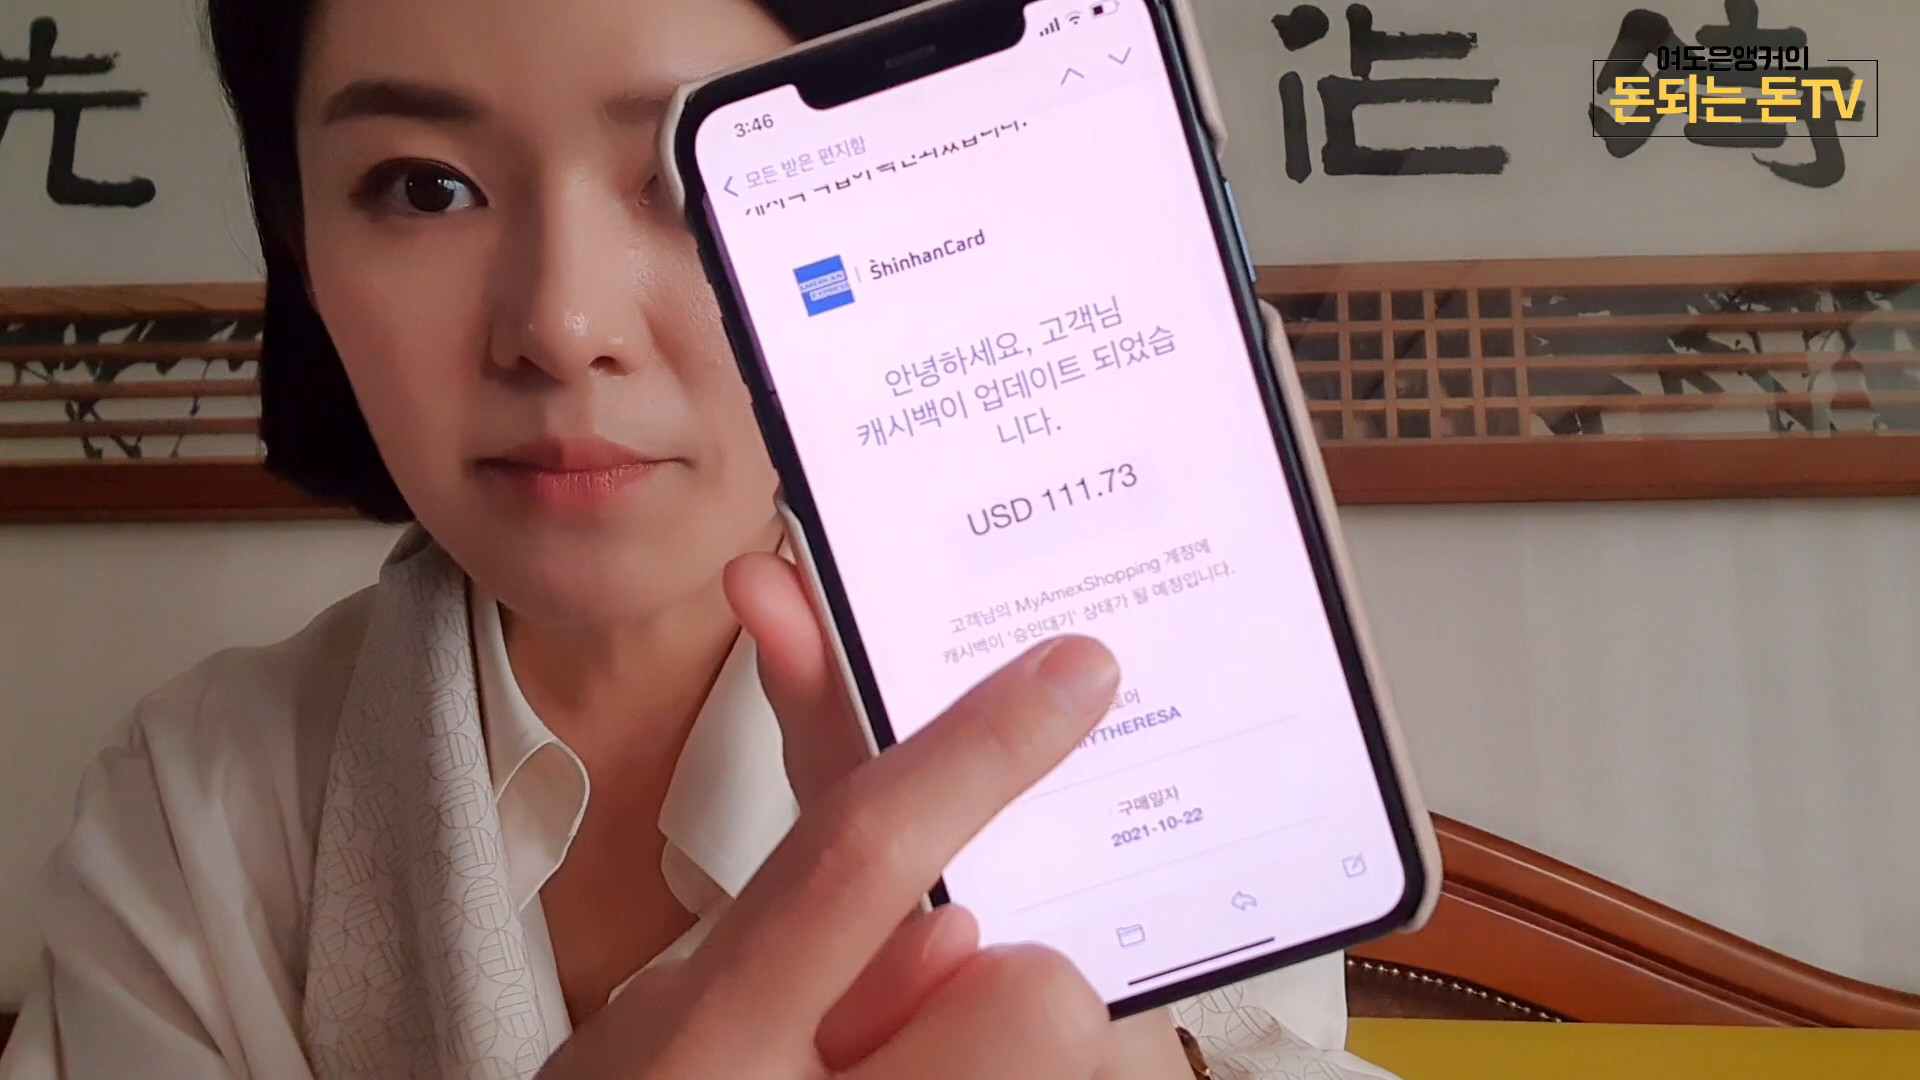 여도은앵커의
돈되는 돈TV
3:46
모든 받은 편지함
AMERICAN
EXPRESS
ShinhanCard
안녕하세요, 고객님
캐시백이 업데이트 되었습
니다.
USD 111.73
고객님의 MyAmexShopping 계정에
캐시백이 '승인대기' 상태가 될 예정입니다.
MYTHERESA
구매일자
2021-10-22